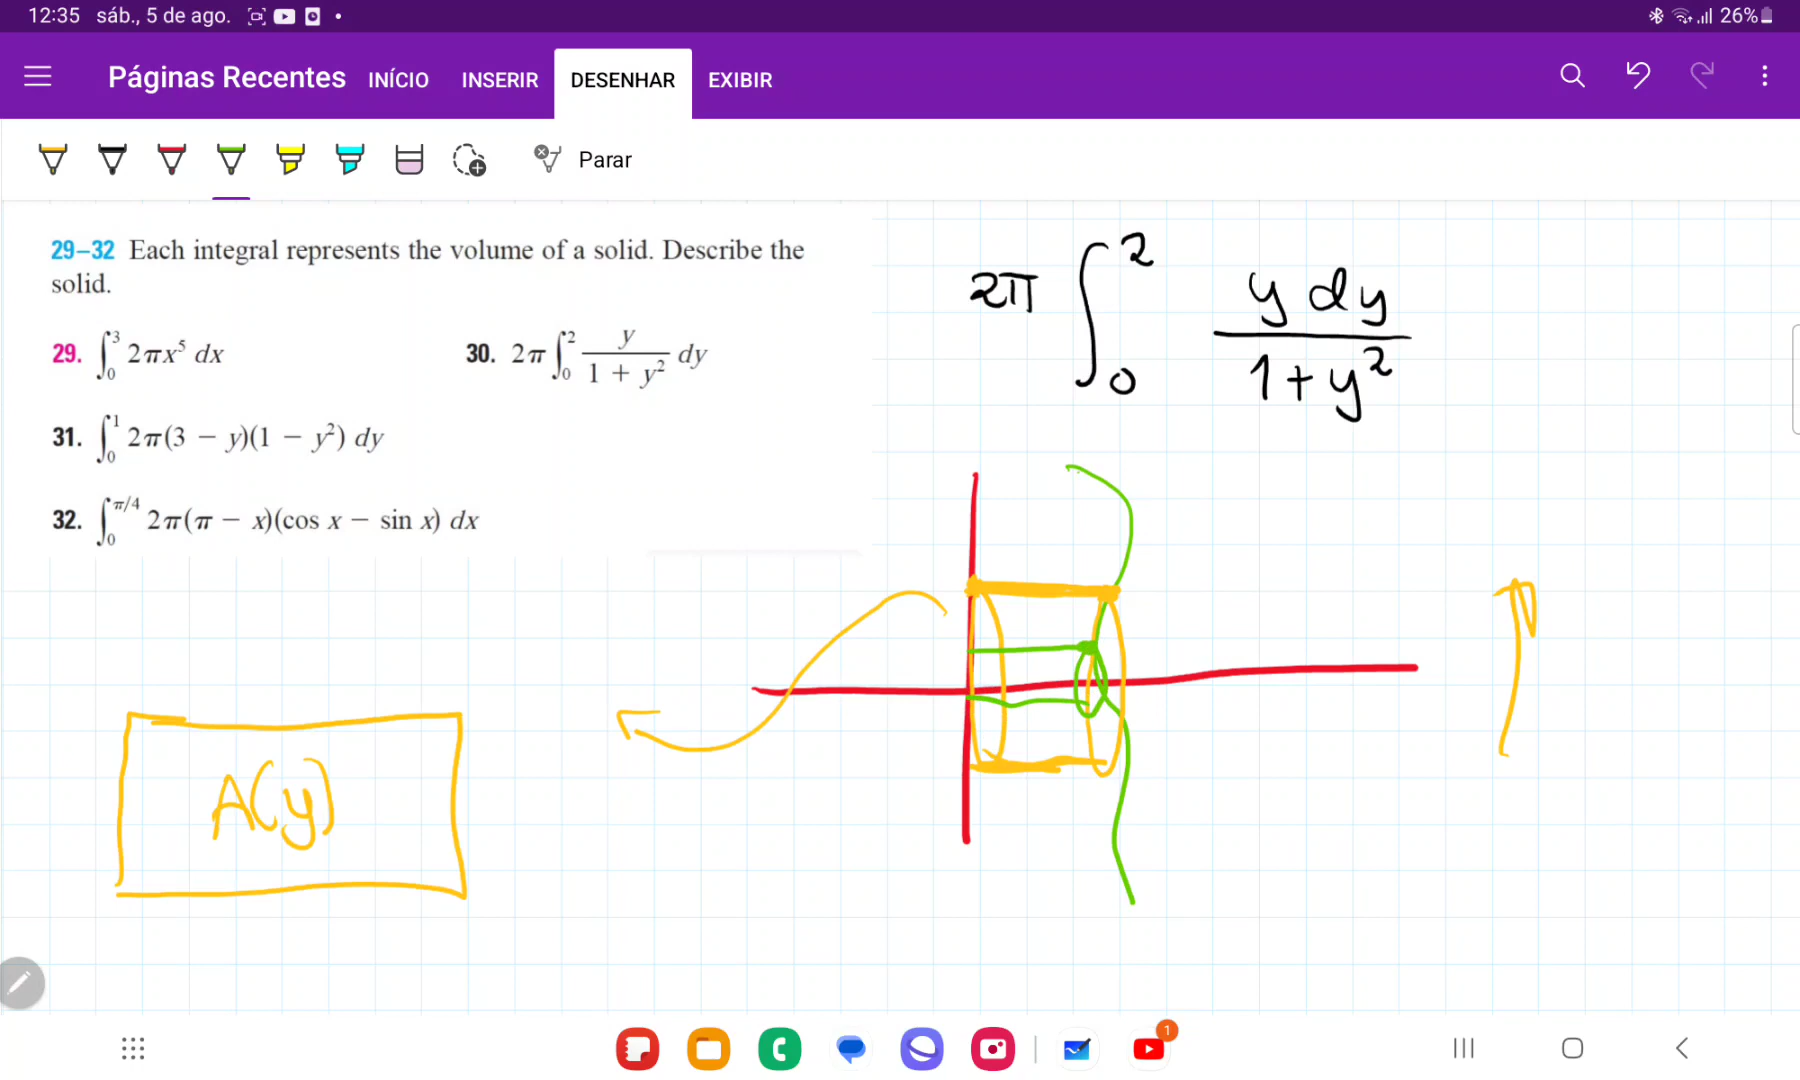 12:35 sáb., 5 de ago. 26%
Páginas Recentes INÍCIO INSERIR DESENHAR EXIBIR
Parar
29–32 Each integral represents the volume of a solid. Describe the
solid.
29. ∫₀³ 2πx⁵ dx
30. 2π ∫₀² y/(1 + y²) dy
31. ∫₀¹ 2π(3 − y)(1 − y²) dy
32. ∫₀^(π/4) 2π(π − x)(cos x − sin x) dx
2π ∫₀² y dy/(1 + y²)
A(y)
1